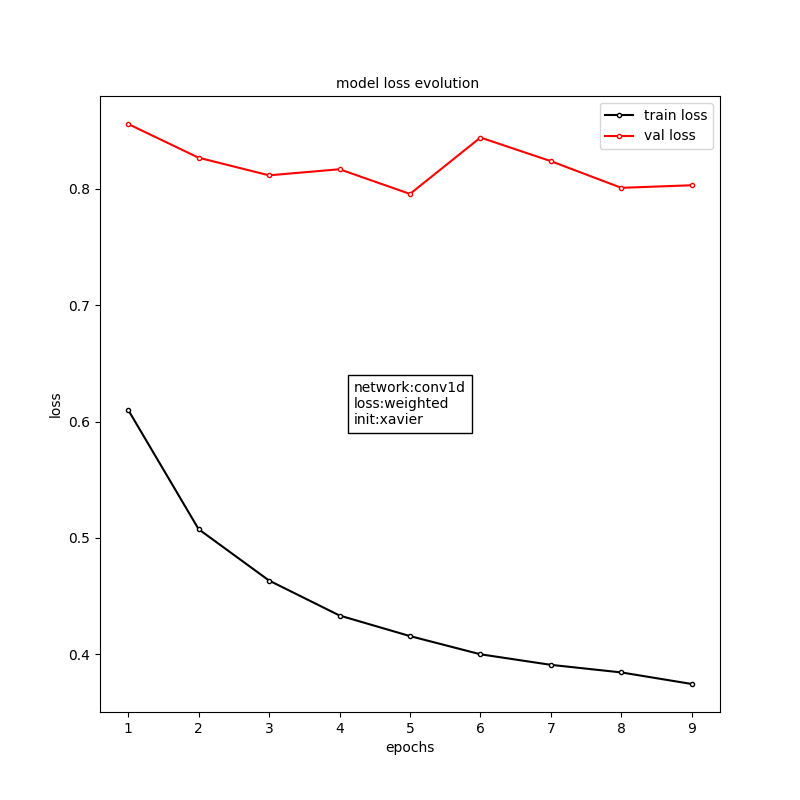 model loss evolution
train loss
val loss
0.8
0.7
0.6
0.5
0.4
loss
network:conv1d
loss:weighted
init:xavier
1 2 3 4 5 6 7 8 9
epochs